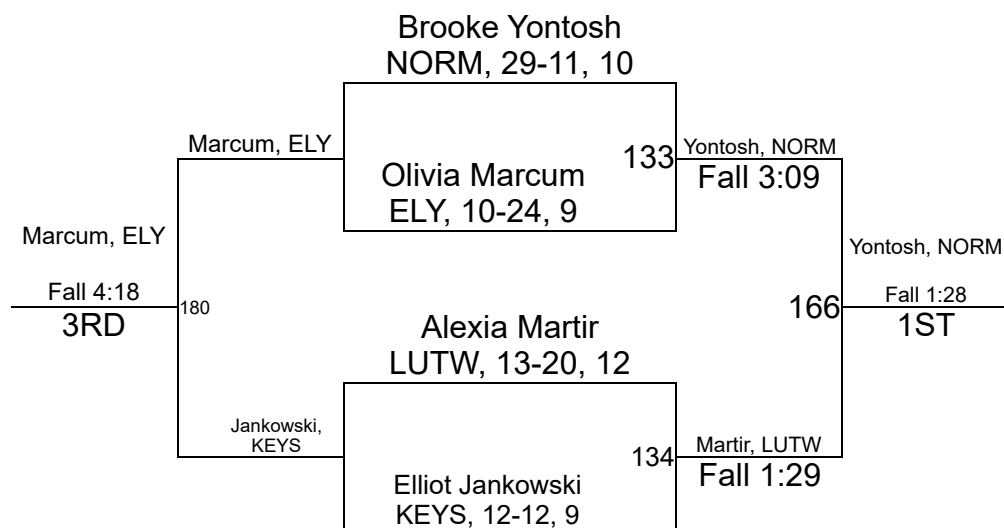 Brooke Yontosh
NORM, 29-11, 10
Marcum, ELY
133
Yontosh, NORM
Olivia Marcum
ELY, 10-24, 9
Fall 3:09
Marcum, ELY
Yontosh, NORM
Fall 4:18
180
3RD
166
Fall 1:28
1ST
Alexia Martir
LUTW, 13-20, 12
Jankowski,
KEYS
134
Martir, LUTW
Fall 1:29
Elliot Jankowski
KEYS, 12-12, 9